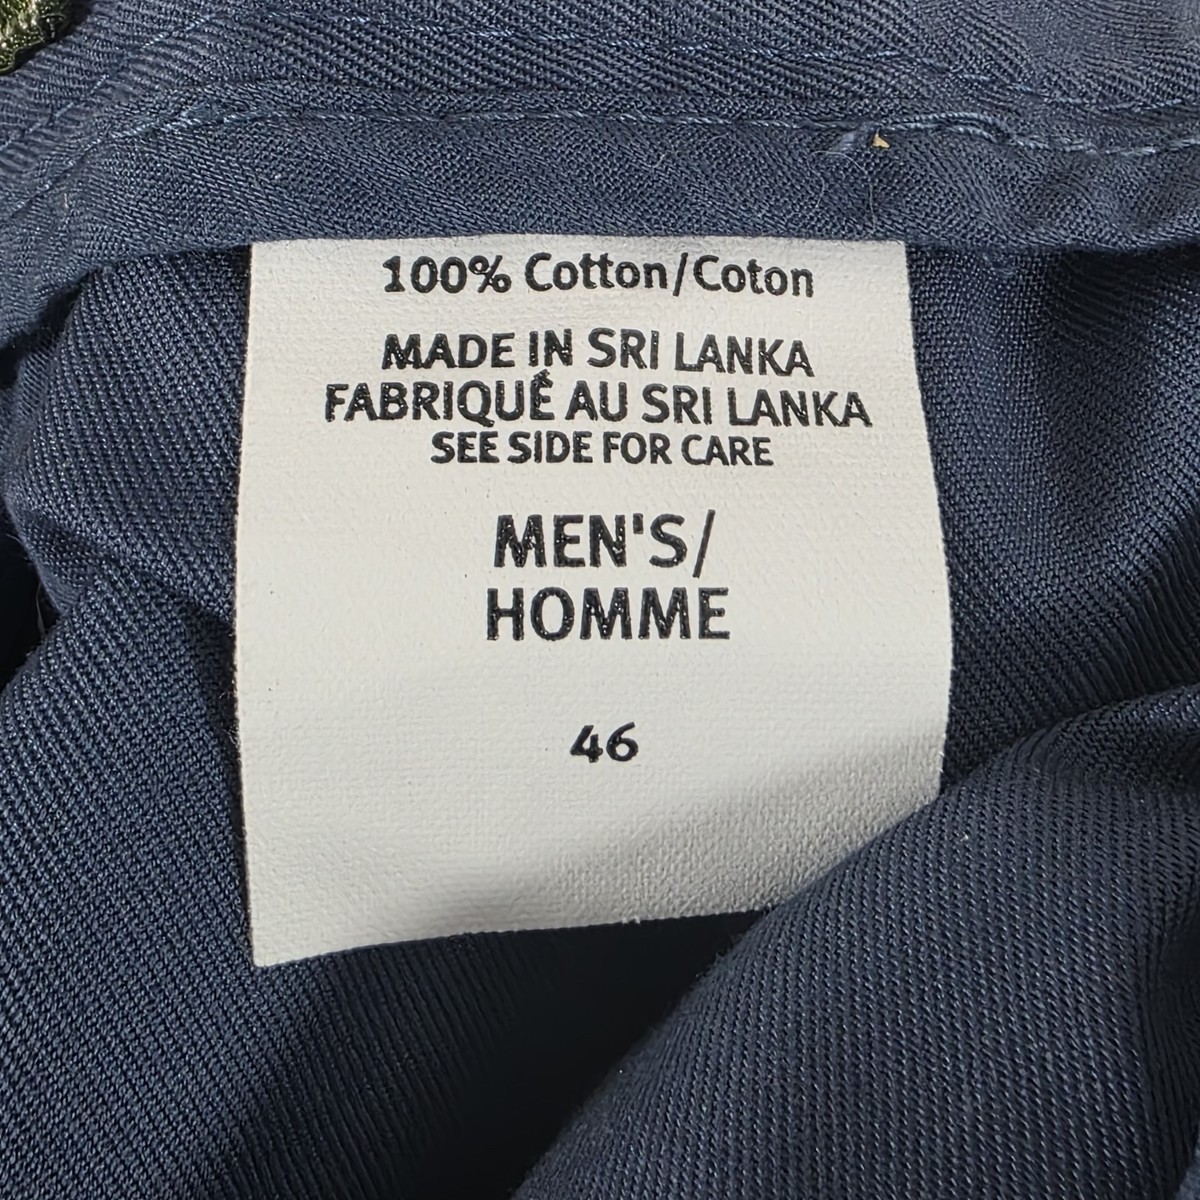 100% Cotton/Coton
MADE IN SRI LANKA
FABRIQUÉ AU SRI LANKA
SEE SIDE FOR CARE
MEN'S/
HOMME
46